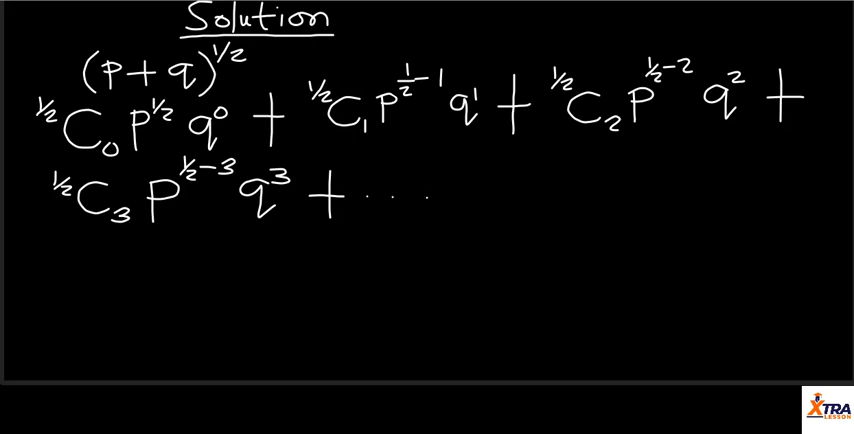 Solution
(p + q)^{1/2}
^{1/2}C_0 p^{1/2} q^0 + ^{1/2}C_1 p^{\frac{1}{2}-1} q^1 + ^{1/2}C_2 p^{1/2-2} q^2 +
^{1/2}C_3 p^{1/2-3} q^3 + ....
XTRA
LESSON